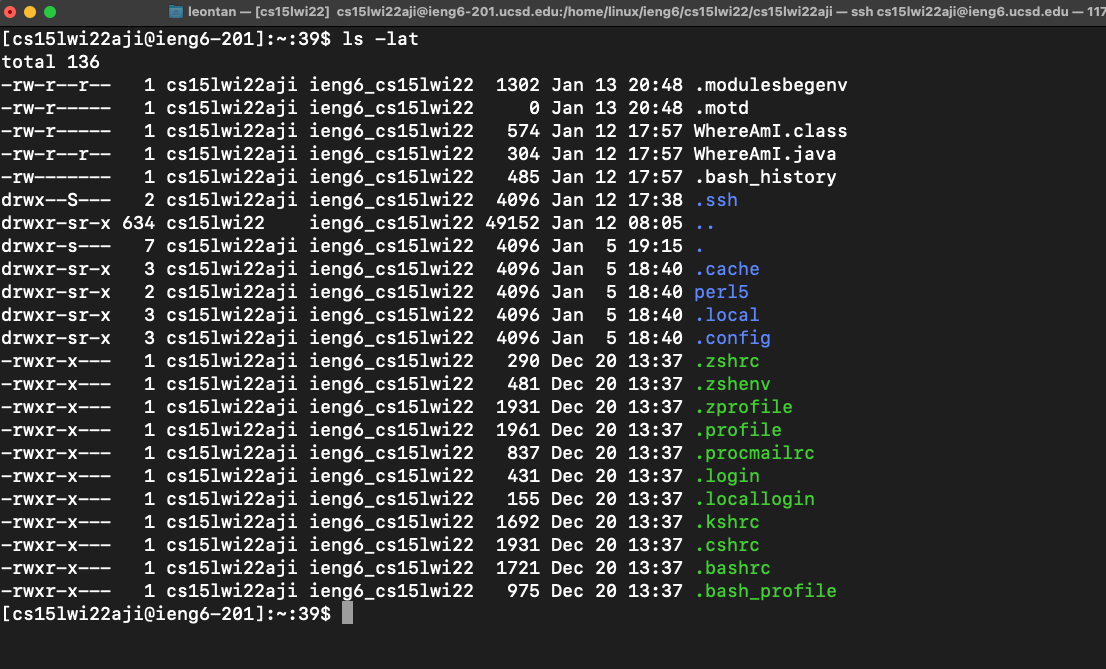 leontan — [cs15lwi22] cs15lwi22aji@ieng6-201.ucsd.edu:/home/linux/ieng6/cs15lwi22/cs15lwi22aji — ssh cs15lwi22aji@ieng6.ucsd.edu — 117
[cs15lwi22aji@ieng6-201]:~:39$ ls -lat
total 136
-rw-r--r--   1 cs15lwi22aji ieng6_cs15lwi22  1302 Jan 13 20:48 .modulesbegenv
-rw-r-----   1 cs15lwi22aji ieng6_cs15lwi22     0 Jan 13 20:48 .motd
-rw-r-----   1 cs15lwi22aji ieng6_cs15lwi22   574 Jan 12 17:57 WhereAmI.class
-rw-r--r--   1 cs15lwi22aji ieng6_cs15lwi22   304 Jan 12 17:57 WhereAmI.java
-rw-------   1 cs15lwi22aji ieng6_cs15lwi22   485 Jan 12 17:57 .bash_history
drwx--S---   2 cs15lwi22aji ieng6_cs15lwi22  4096 Jan 12 17:38 .ssh
drwxr-sr-x 634 cs15lwi22    ieng6_cs15lwi22 49152 Jan 12 08:05 ..
drwxr-s---   7 cs15lwi22aji ieng6_cs15lwi22  4096 Jan  5 19:15 .
drwxr-sr-x   3 cs15lwi22aji ieng6_cs15lwi22  4096 Jan  5 18:40 .cache
drwxr-sr-x   2 cs15lwi22aji ieng6_cs15lwi22  4096 Jan  5 18:40 perl5
drwxr-sr-x   3 cs15lwi22aji ieng6_cs15lwi22  4096 Jan  5 18:40 .local
drwxr-sr-x   3 cs15lwi22aji ieng6_cs15lwi22  4096 Jan  5 18:40 .config
-rwxr-x---   1 cs15lwi22aji ieng6_cs15lwi22   290 Dec 20 13:37 .zshrc
-rwxr-x---   1 cs15lwi22aji ieng6_cs15lwi22   481 Dec 20 13:37 .zshenv
-rwxr-x---   1 cs15lwi22aji ieng6_cs15lwi22  1931 Dec 20 13:37 .zprofile
-rwxr-x---   1 cs15lwi22aji ieng6_cs15lwi22  1961 Dec 20 13:37 .profile
-rwxr-x---   1 cs15lwi22aji ieng6_cs15lwi22   837 Dec 20 13:37 .procmailrc
-rwxr-x---   1 cs15lwi22aji ieng6_cs15lwi22   431 Dec 20 13:37 .login
-rwxr-x---   1 cs15lwi22aji ieng6_cs15lwi22   155 Dec 20 13:37 .locallogin
-rwxr-x---   1 cs15lwi22aji ieng6_cs15lwi22  1692 Dec 20 13:37 .kshrc
-rwxr-x---   1 cs15lwi22aji ieng6_cs15lwi22  1931 Dec 20 13:37 .cshrc
-rwxr-x---   1 cs15lwi22aji ieng6_cs15lwi22  1721 Dec 20 13:37 .bashrc
-rwxr-x---   1 cs15lwi22aji ieng6_cs15lwi22   975 Dec 20 13:37 .bash_profile
[cs15lwi22aji@ieng6-201]:~:39$